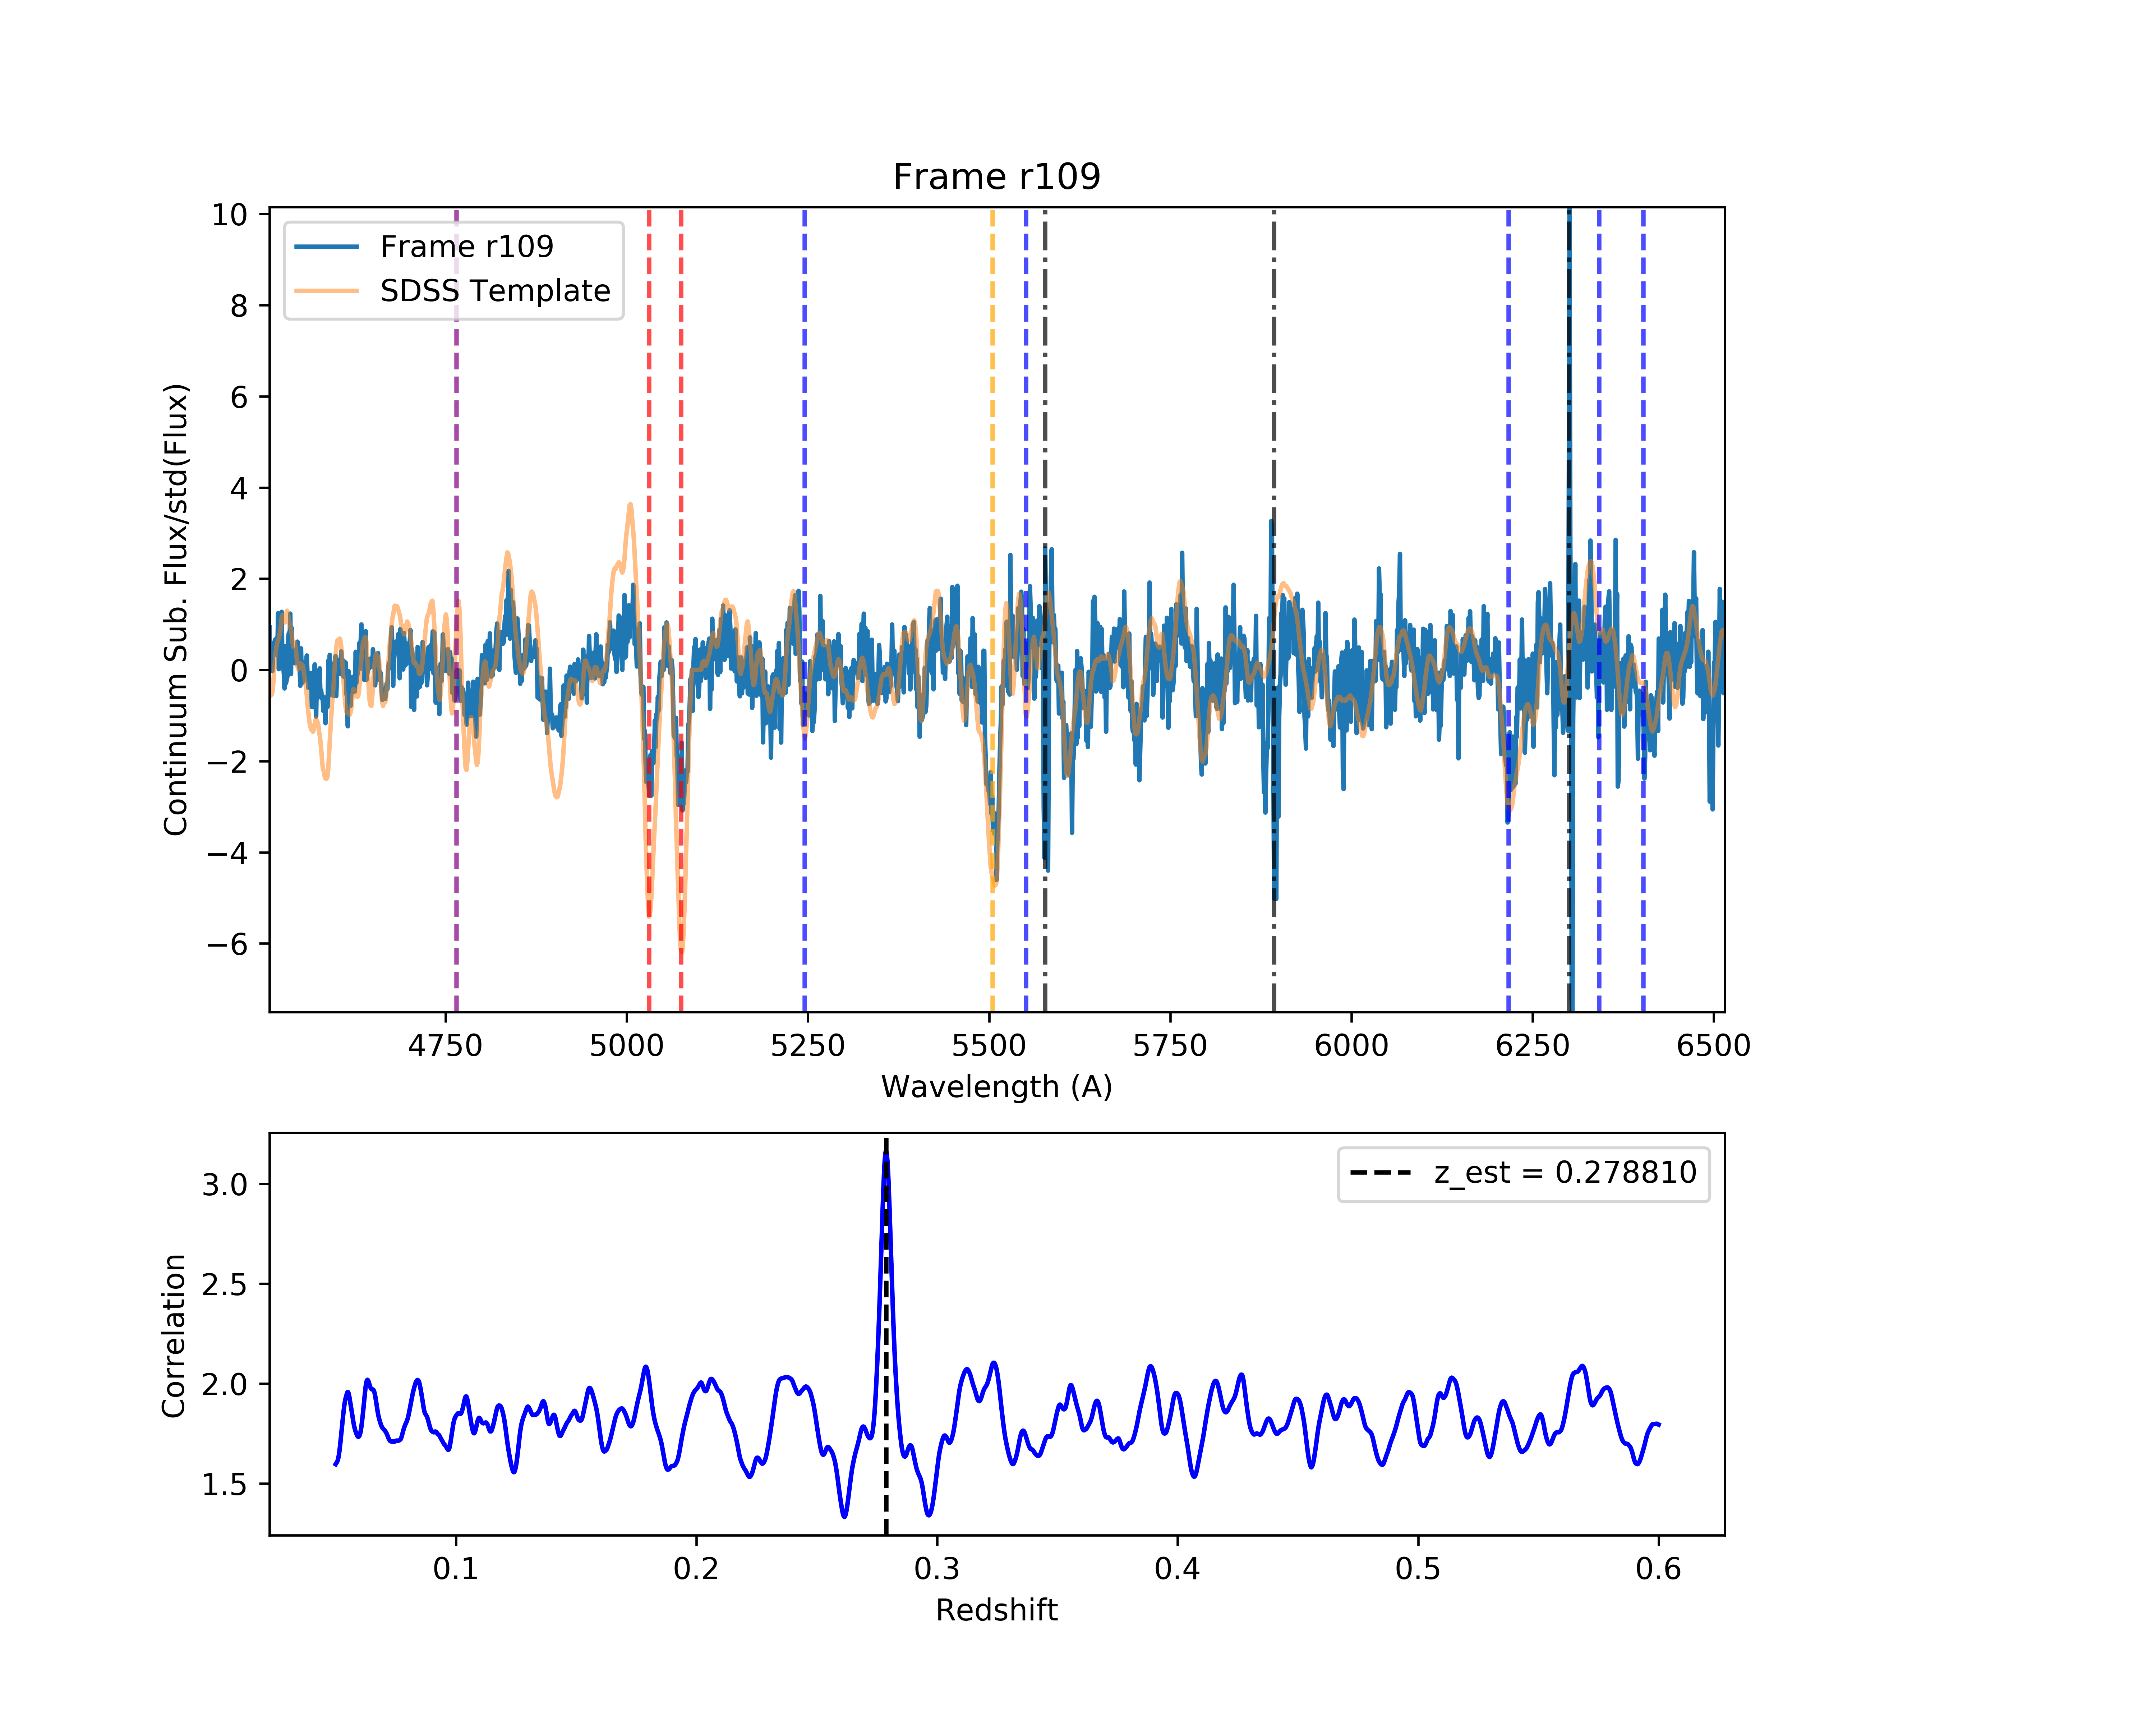 Frame r109
10
8
6
4
2
0
−2
−4
−6
Continuum Sub. Flux/std(Flux)
Frame r109
SDSS Template
4750 5000 5250 5500 5750 6000 6250 6500
Wavelength (A)
3.0
2.5
2.0
1.5
Correlation
z_est = 0.278810
0.1 0.2 0.3 0.4 0.5 0.6
Redshift